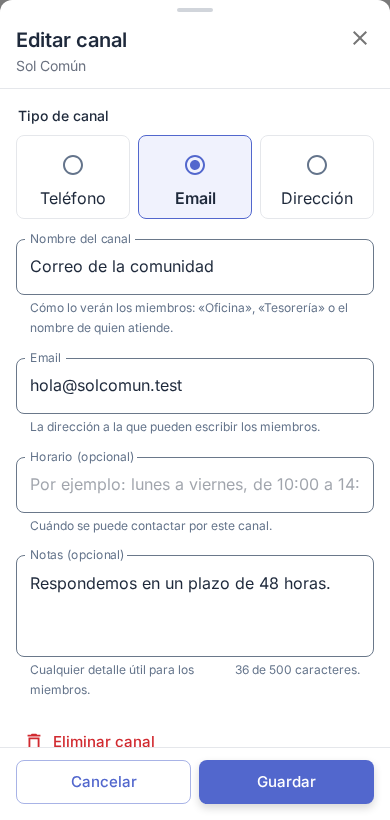 Editar canal
Sol Común
Tipo de canal
Teléfono
Email
Dirección
Nombre del canal
Correo de la comunidad
Cómo lo verán los miembros: «Oficina», «Tesorería» o el
nombre de quien atiende.
Email
hola@solcomun.test
La dirección a la que pueden escribir los miembros.
Horario (opcional)
Por ejemplo: lunes a viernes, de 10:00 a 14:
Cuándo se puede contactar por este canal.
Notas (opcional)
Respondemos en un plazo de 48 horas.
Cualquier detalle útil para los
miembros.
36 de 500 caracteres.
Eliminar canal
Cancelar
Guardar